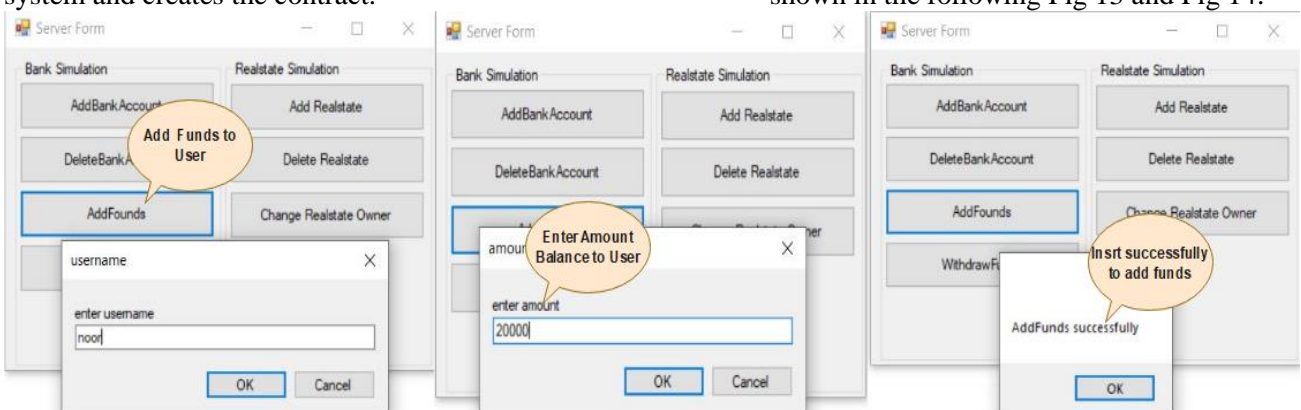 system and creates the contract.
shown in the following Fig 13 and Fig 14.
Server Form
Bank Simulation
Realstate Simulation
AddBankAccount
Add Realstate
Add Funds to
User
DeleteBankA
Delete Realstate
AddFounds
Change Realstate Owner
username
enter username
noor
OK
Cancel
Server Form
Bank Simulation
Realstate Simulation
AddBankAccount
Add Realstate
DeleteBankAccount
Delete Realstate
Enter Amount
Balance to User
amour
enter amount
20000
OK
Cancel
Server Form
Bank Simulation
Realstate Simulation
AddBankAccount
Add Realstate
DeleteBankAccount
Delete Realstate
AddFounds
Change Realstate Owner
WithdrawFu
Insrt successfully
to add funds
AddFunds successfully
OK